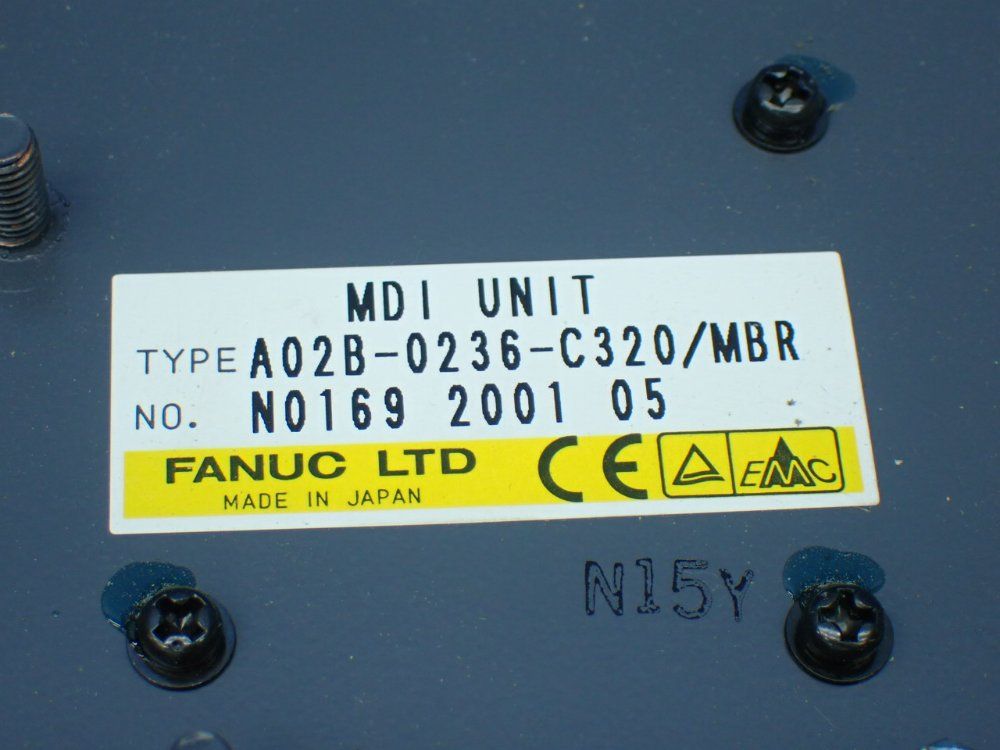 MDI UNIT
TYPE A02B-0236-C320/MBR
NO. N0169 2001 05
FANUC LTD
MADE IN JAPAN
CE
EMC
N15Y